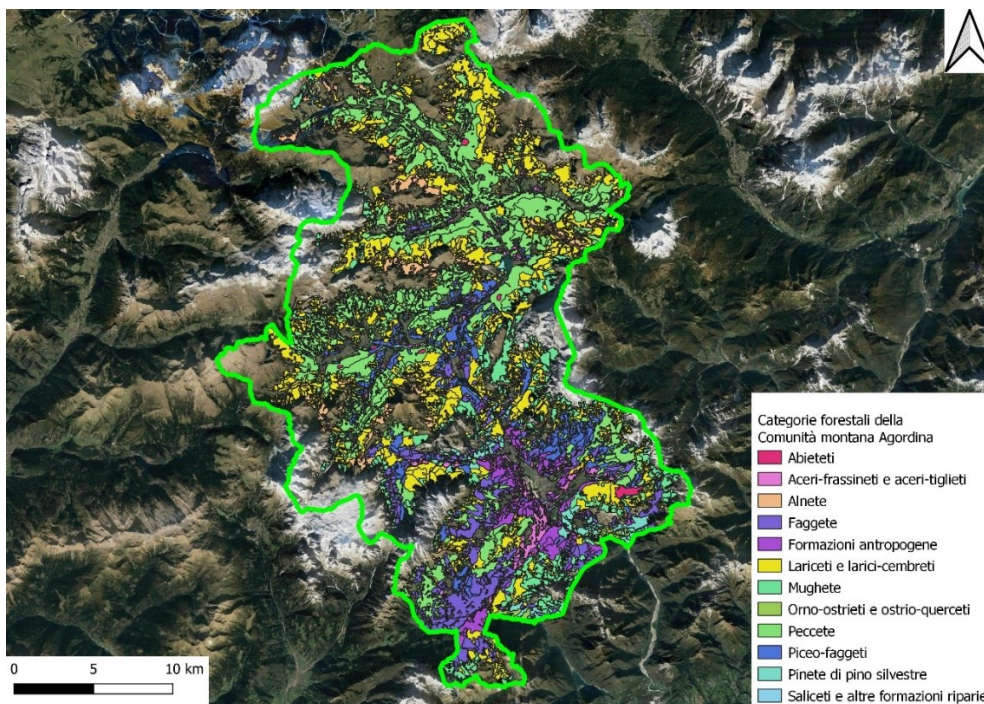 Categorie forestali della
Comunità montana Agordina
Abieteti
Aceri-frassineti e aceri-tiglieti
Alnete
Faggete
Formazioni antropogene
Lariceti e larici-cembreti
Mughete
Orno-ostrieti e ostrio-querceti
Peccete
Piceo-faggeti
Pinete di pino silvestre
Saliceti e altre formazioni riparie
0 5 10 km